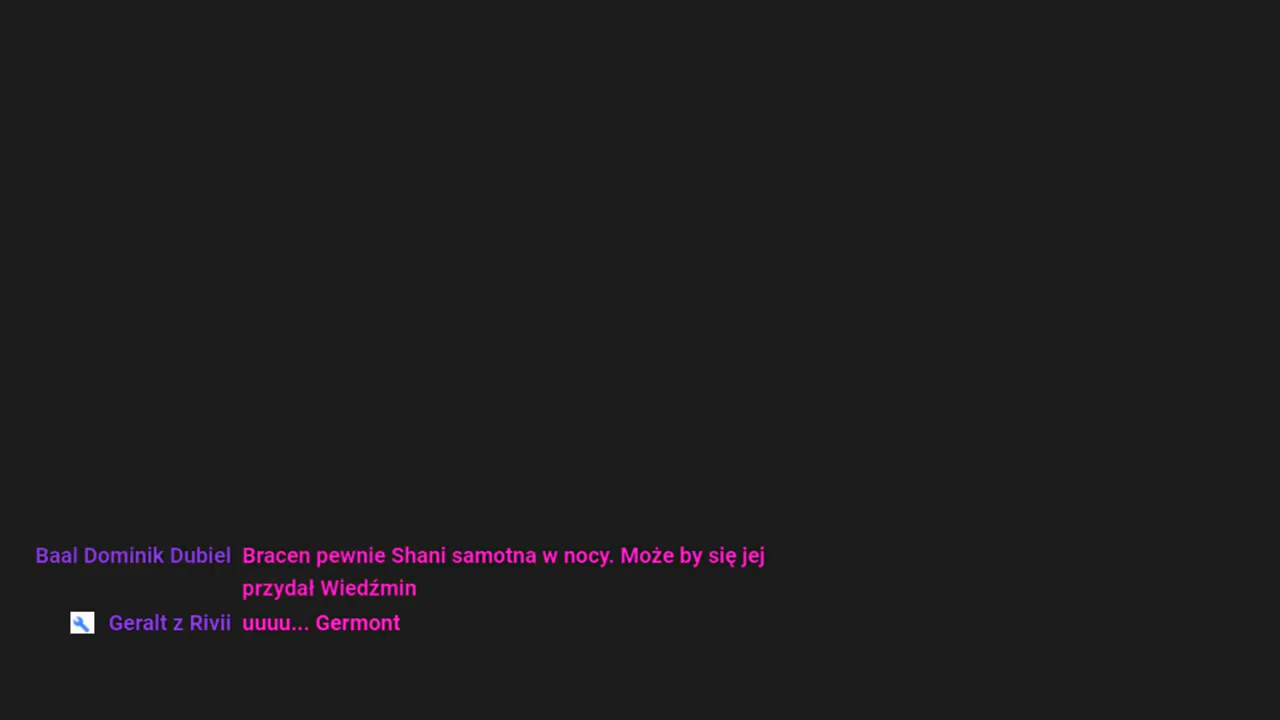 Baal Dominik Dubiel Bracen pewnie Shani samotna w nocy. Może by się jej
przydał Wiedźmin
Geralt z Rivii uuuu... Germont